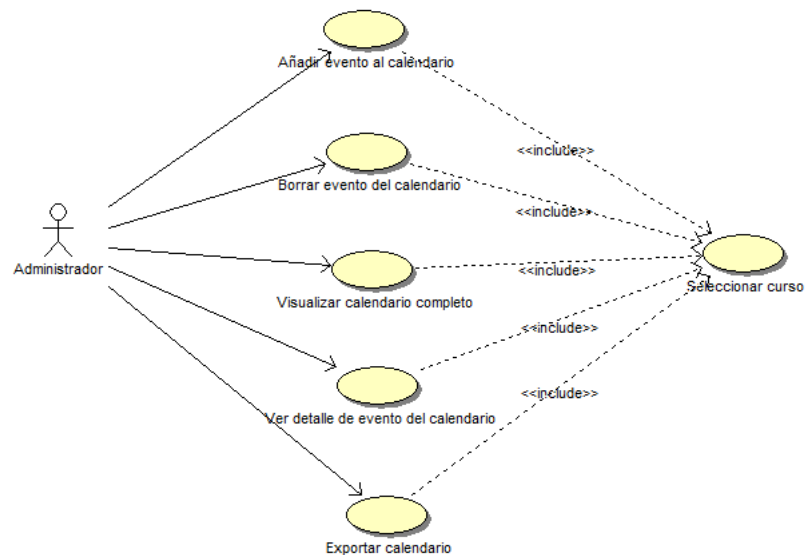 Añadir evento al calendario
<<include>>
Borrar evento del calendario
<<include>>
Administrador
<<include>>
Seleccionar curso
Visualizar calendario completo
<<include>>
<<include>>
Ver detalle de evento del calendario
Exportar calendario